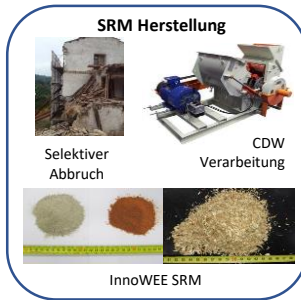 SRM Herstellung
Selektiver
Abbruch
CDW
Verarbeitung
InnoWEE SRM